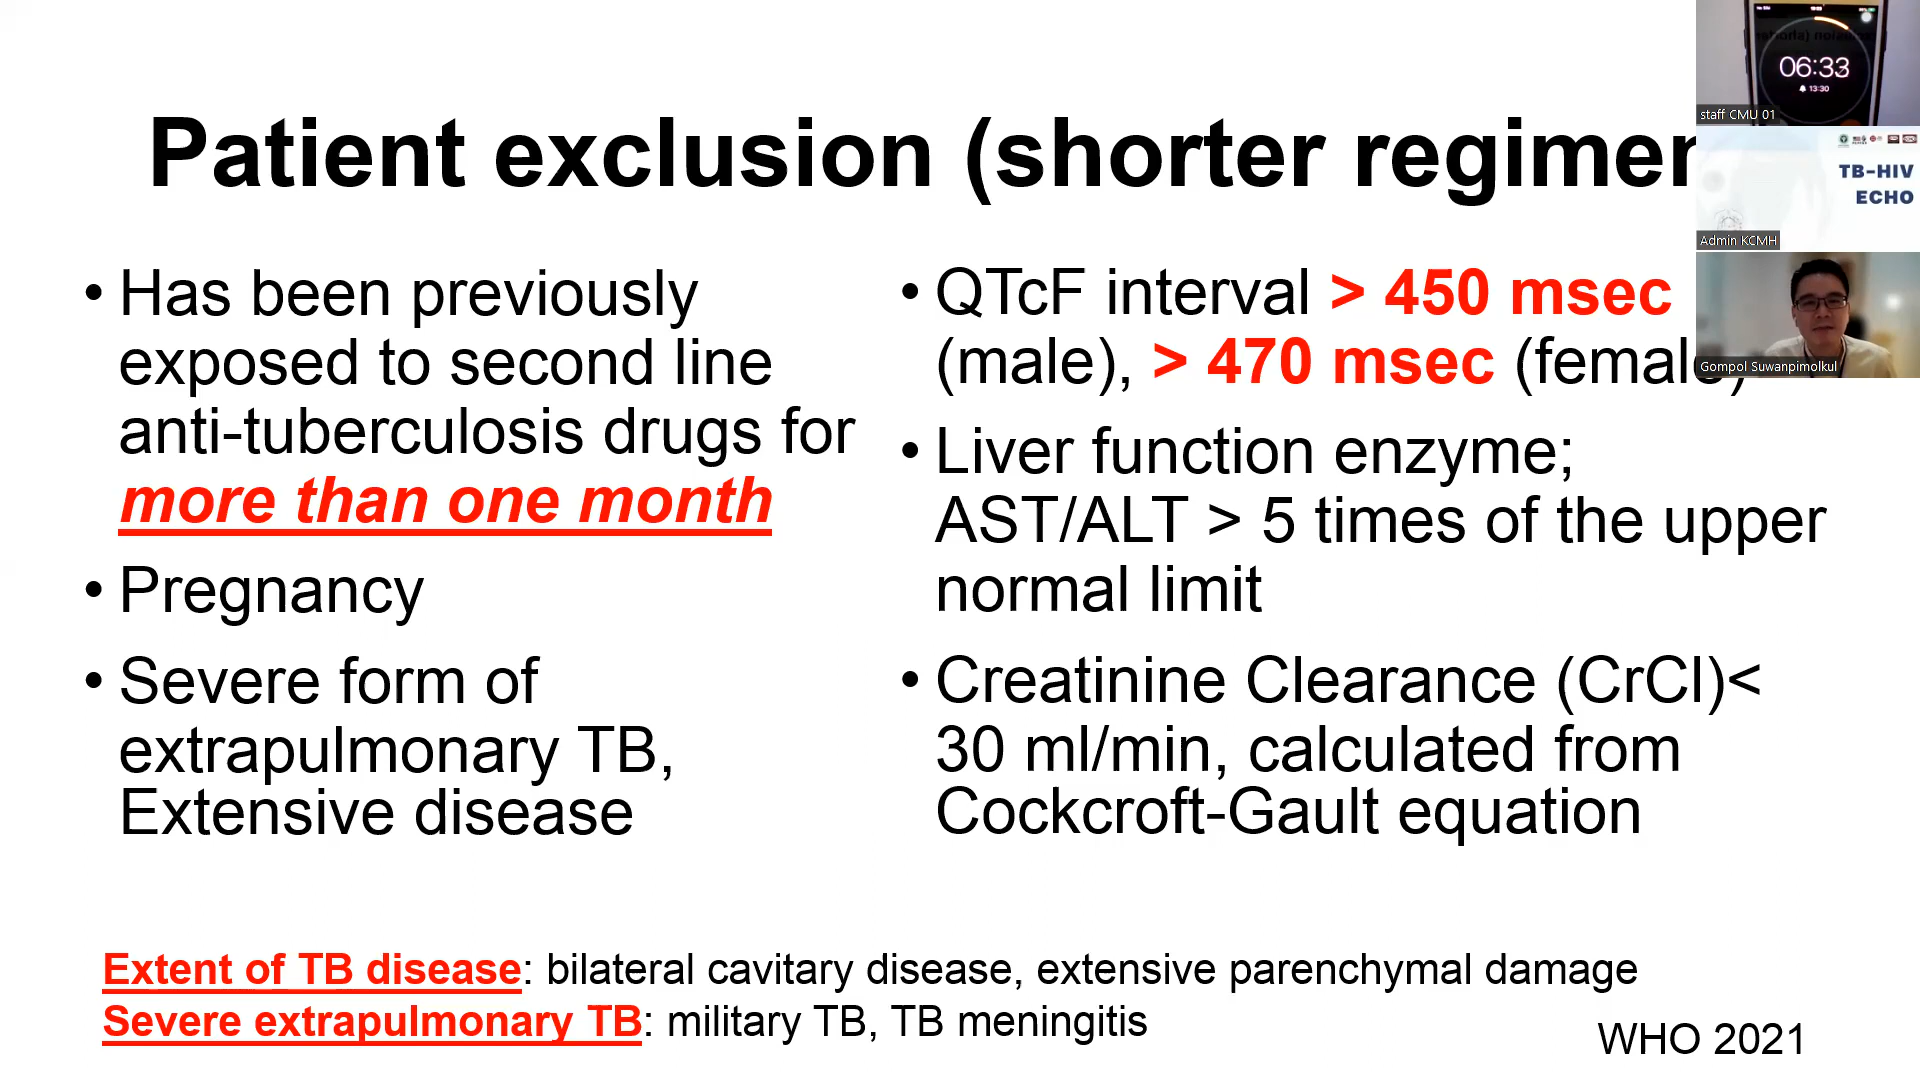 Patient exclusion (shorter regimen
• Has been previously
exposed to second line
anti-tuberculosis drugs for
more than one month
• Pregnancy
• Severe form of
extrapulmonary TB,
Extensive disease
• QTcF interval > 450 msec
(male), > 470 msec (female)
• Liver function enzyme;
AST/ALT > 5 times of the upper
normal limit
• Creatinine Clearance (CrCl)<
30 ml/min, calculated from
Cockcroft-Gault equation
Extent of TB disease: bilateral cavitary disease, extensive parenchymal damage
Severe extrapulmonary TB: military TB, TB meningitis
WHO 2021
06:33
13:30
staff CMU 01
TB-HIV
ECHO
Admin KCMH
Gompol Suwanpimolkul